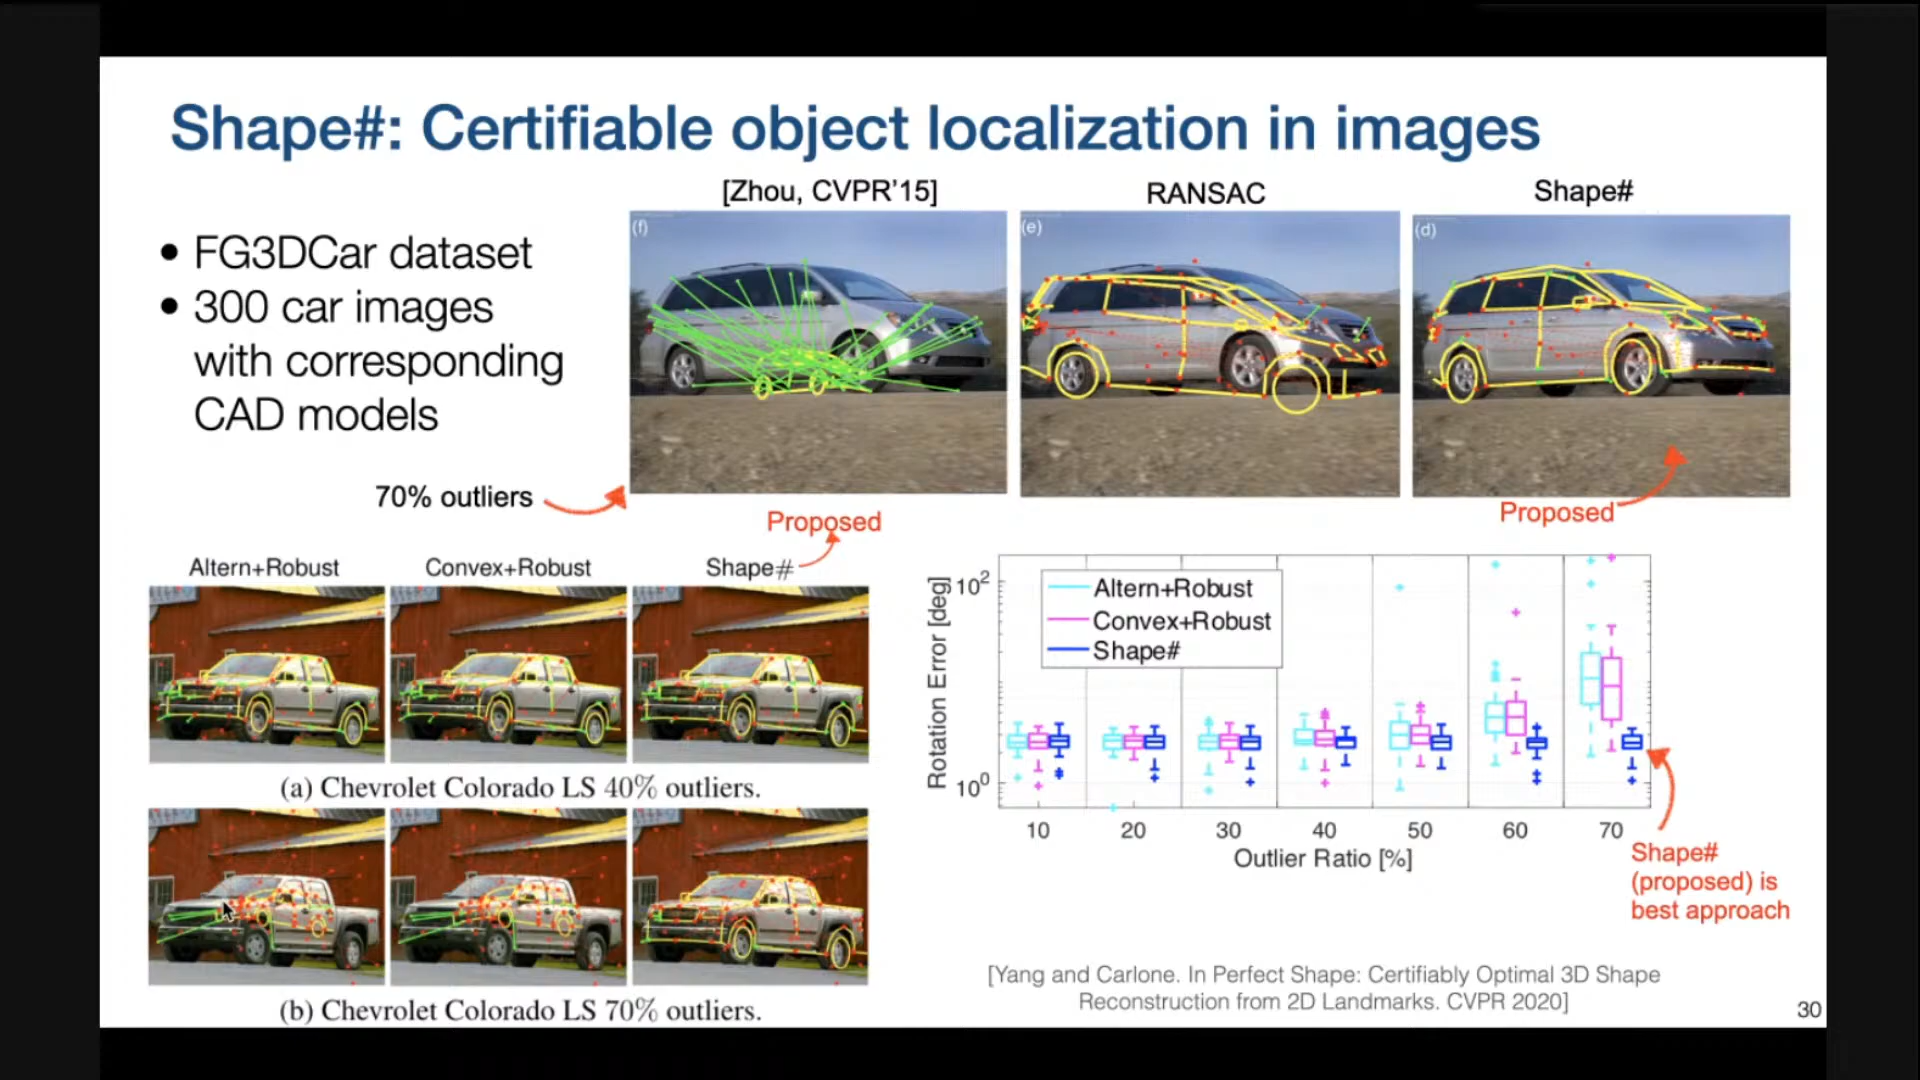 Shape#: Certifiable object localization in images
[Zhou, CVPR'15]
RANSAC
Shape#
• FG3DCar dataset
• 300 car images
with corresponding
CAD models
(f)
(e)
(d)
70% outliers
Proposed
Proposed
Altern+Robust
Convex+Robust
Shape#
(a) Chevrolet Colorado LS 40% outliers.
(b) Chevrolet Colorado LS 70% outliers.
Rotation Error [deg]
10²
10⁰
Altern+Robust
Convex+Robust
Shape#
10 20 30 40 50 60 70
Outlier Ratio [%]
Shape#
(proposed) is
best approach
[Yang and Carlone. In Perfect Shape: Certifiably Optimal 3D Shape
Reconstruction from 2D Landmarks. CVPR 2020]
30